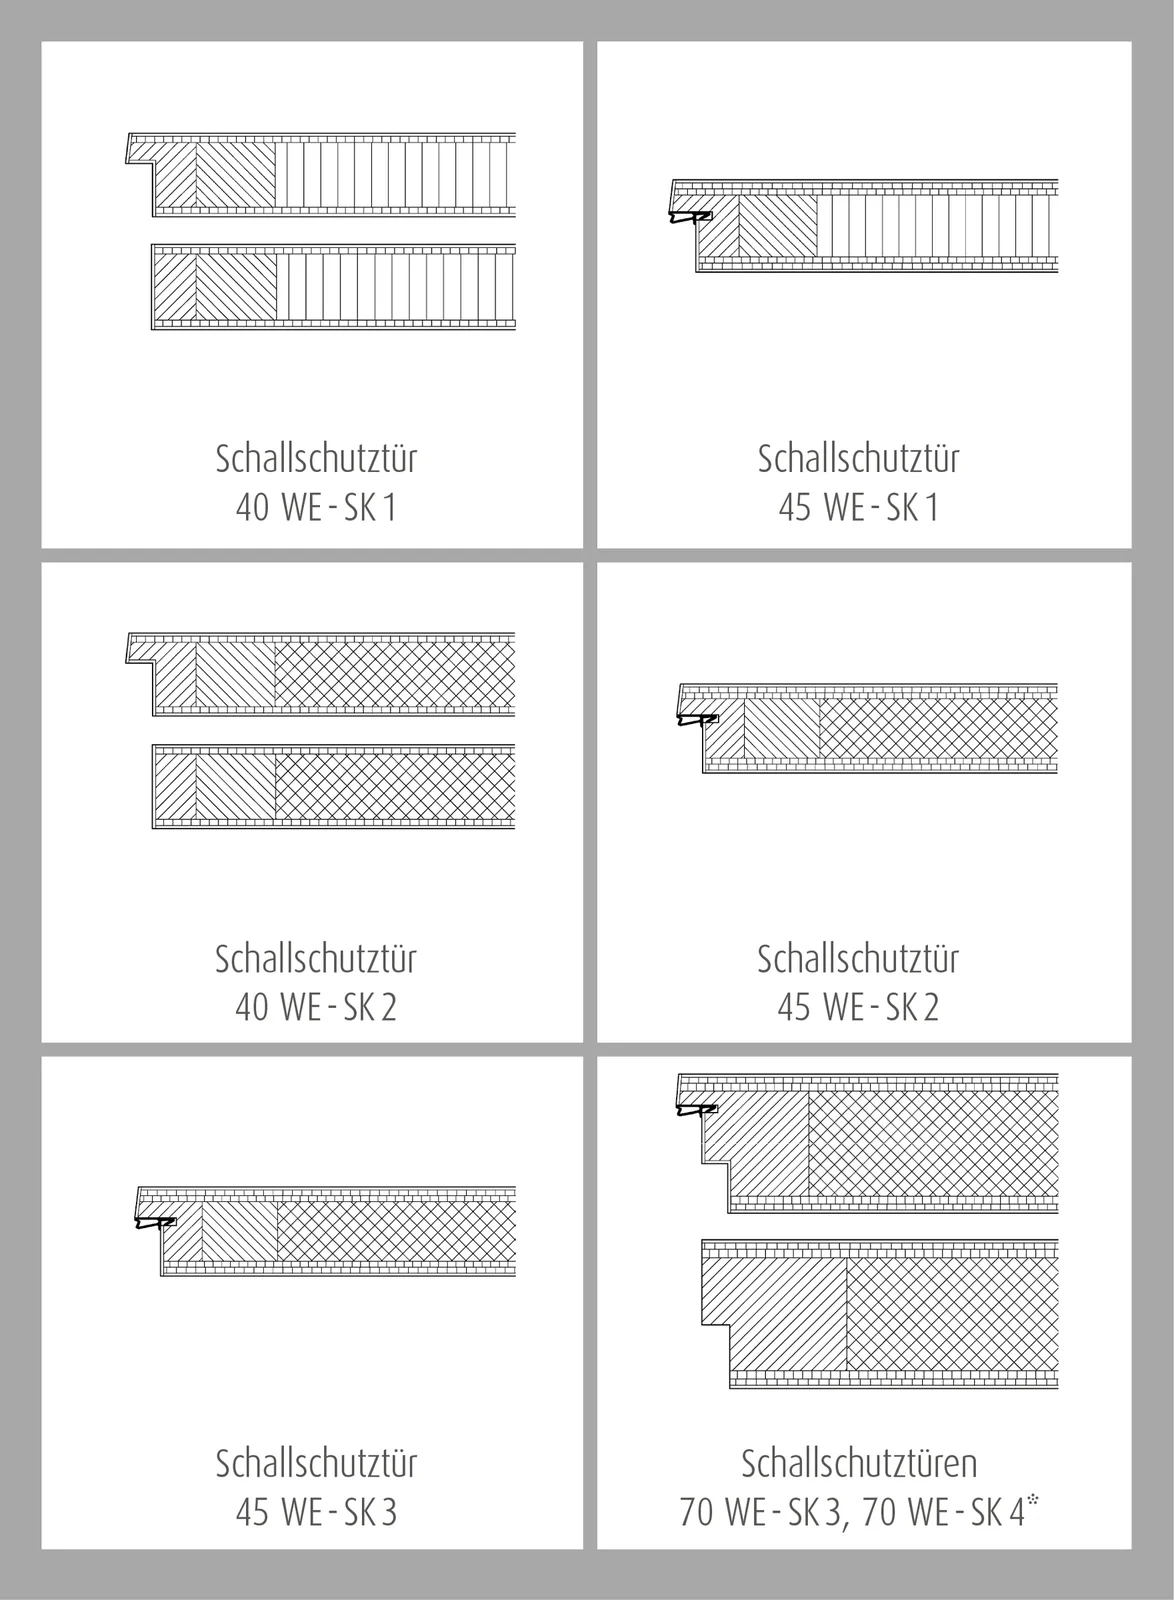 Schallschutztür
40 WE - SK 1
Schallschutztür
45 WE - SK 1
Schallschutztür
40 WE - SK 2
Schallschutztür
45 WE - SK 2
Schallschutztür
45 WE - SK 3
Schallschutztüren
70 WE - SK 3, 70 WE - SK 4*